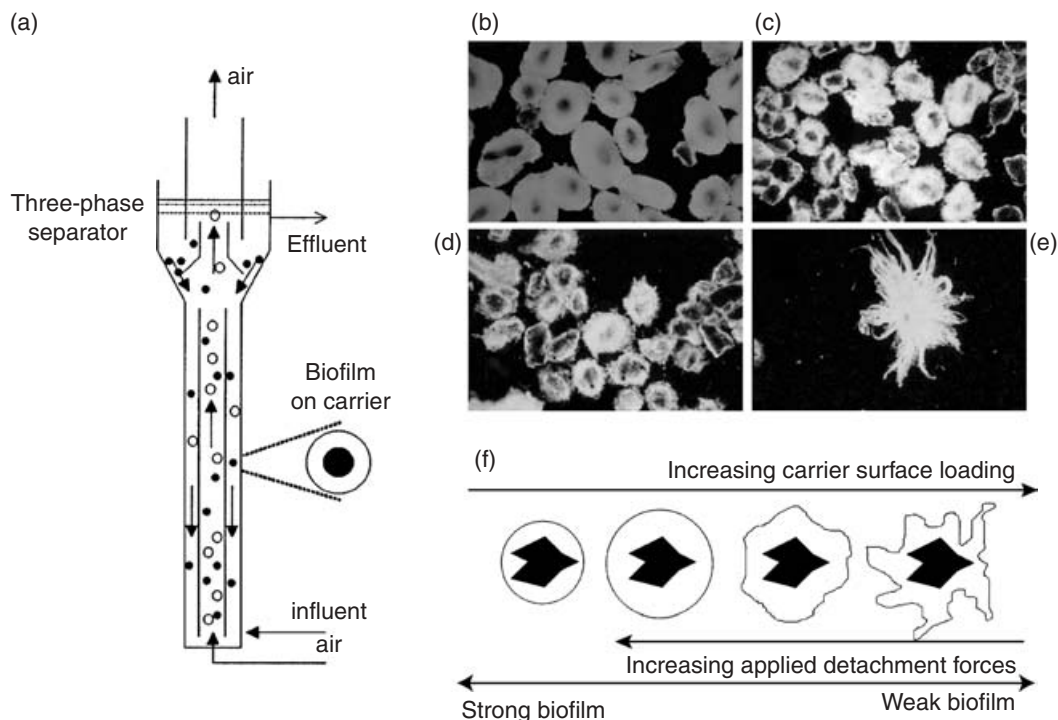 (a)
air
Three-phase
separator
Effluent
Biofilm
on carrier
influent
air
(b)
(c)
(d)
(e)
(f)
Increasing carrier surface loading
Increasing applied detachment forces
Strong biofilm
Weak biofilm